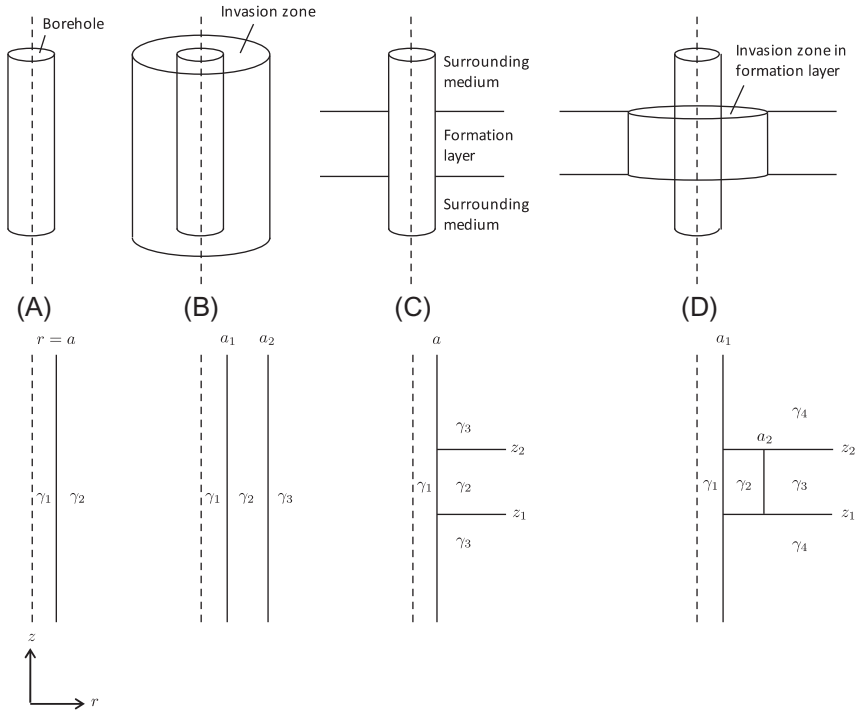 Borehole
Invasion zone
Surrounding
medium
Formation
layer
Surrounding
medium
Invasion zone in
formation layer
(A)
(B)
(C)
(D)
r = a
γ1
γ2
a1
a2
γ1
γ2
γ3
a
γ3
z2
γ1
γ2
z1
γ3
a1
γ4
a2
z2
γ1
γ2
γ3
z1
γ4
z
r